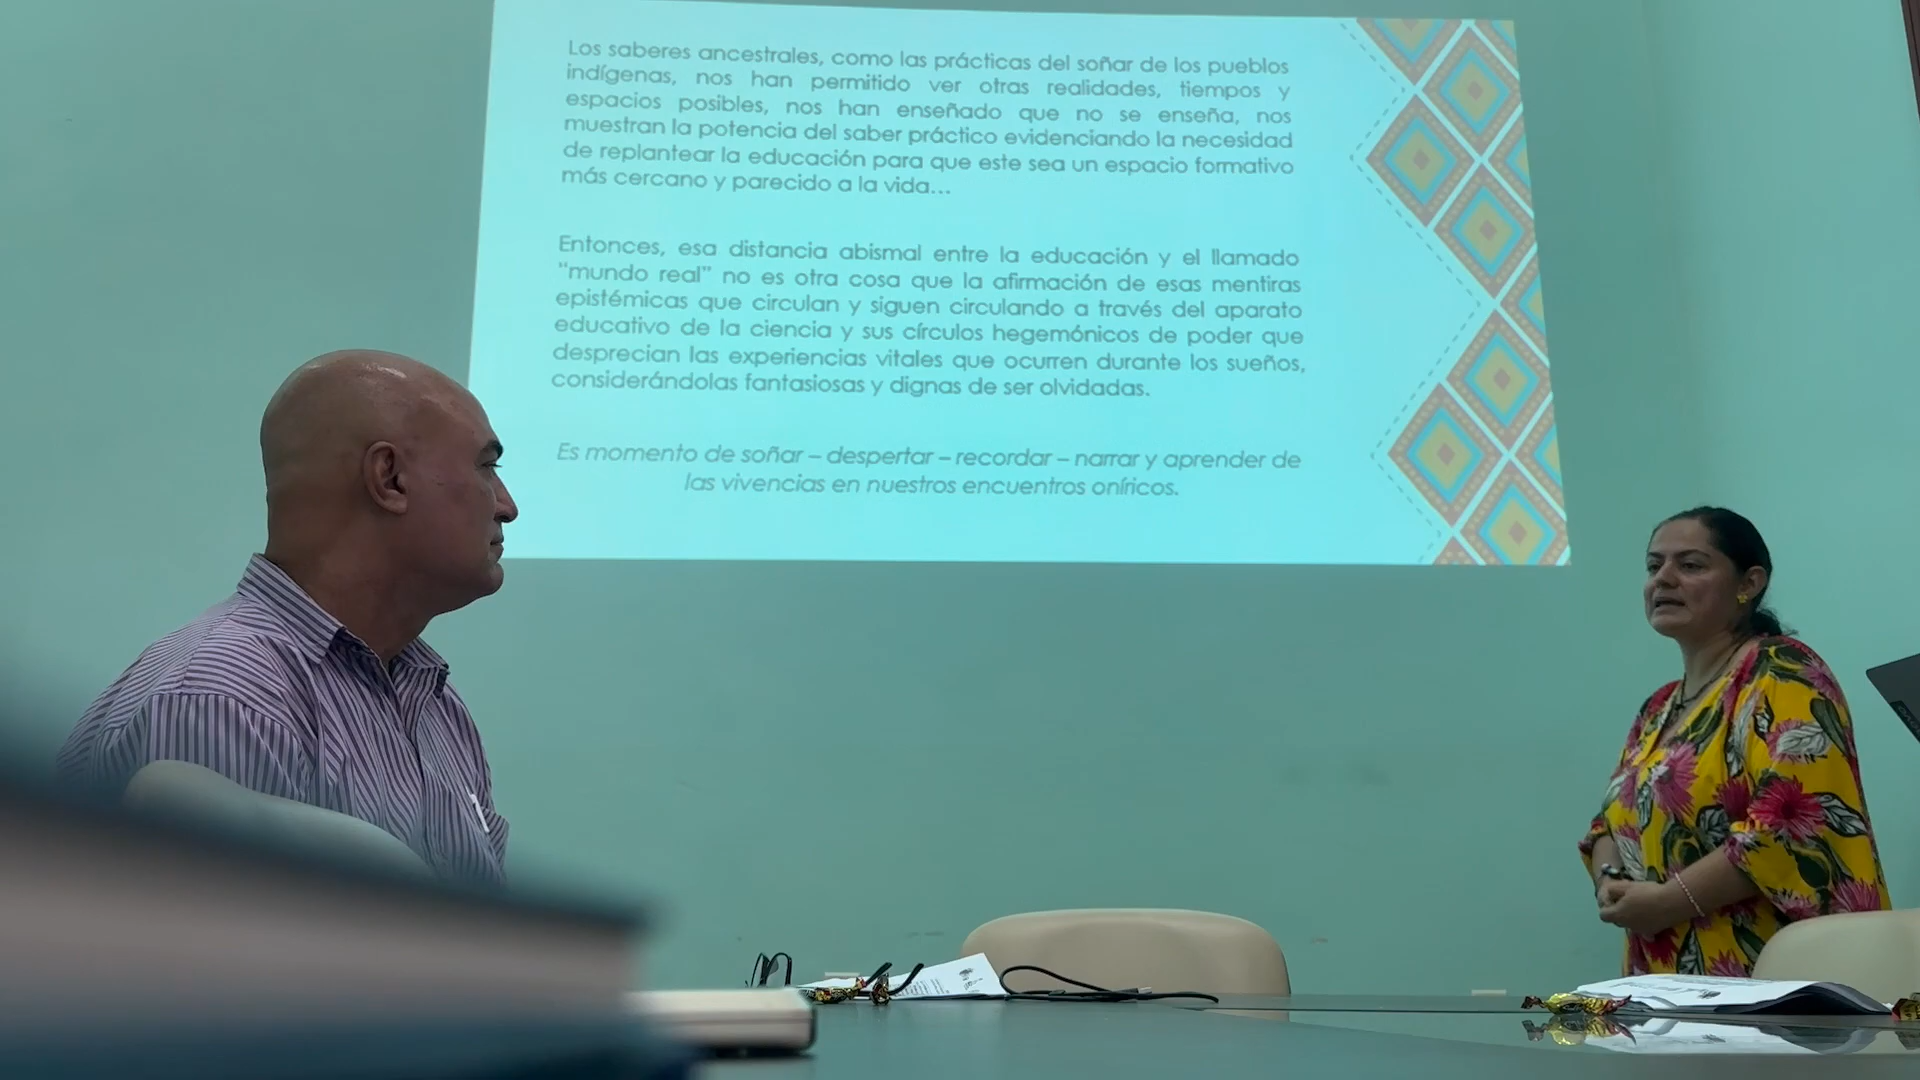 Los saberes ancestrales, como las prácticas del soñar de los pueblos
indígenas, nos han permitido ver otras realidades, tiempos y
espacios posibles, nos han enseñado que no se enseña, nos
muestran la potencia del saber práctico evidenciando la necesidad
de replantear la educación para que este sea un espacio formativo
más cercano y parecido a la vida...
Entonces, esa distancia abismal entre la educación y el llamado
“mundo real” no es otra cosa que la afirmación de esas mentiras
epistémicas que circulan y siguen circulando a través del aparato
educativo de la ciencia y sus círculos hegemónicos de poder que
desprecian las experiencias vitales que ocurren durante los sueños,
considerándolas fantasiosas y dignas de ser olvidadas.
Es momento de soñar – despertar – recordar – narrar y aprender de
las vivencias en nuestros encuentros oníricos.